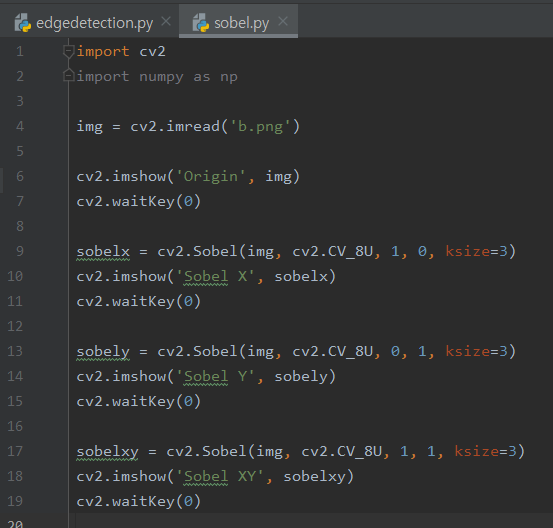 edgedetection.py × sobel.py ×
1 import cv2
2 import numpy as np
3
4 img = cv2.imread('b.png')
5
6 cv2.imshow('Origin', img)
7 cv2.waitKey(0)
8
9 sobelx = cv2.Sobel(img, cv2.CV_8U, 1, 0, ksize=3)
10 cv2.imshow('Sobel X', sobelx)
11 cv2.waitKey(0)
12
13 sobely = cv2.Sobel(img, cv2.CV_8U, 0, 1, ksize=3)
14 cv2.imshow('Sobel Y', sobely)
15 cv2.waitKey(0)
16
17 sobelxy = cv2.Sobel(img, cv2.CV_8U, 1, 1, ksize=3)
18 cv2.imshow('Sobel XY', sobelxy)
19 cv2.waitKey(0)
20